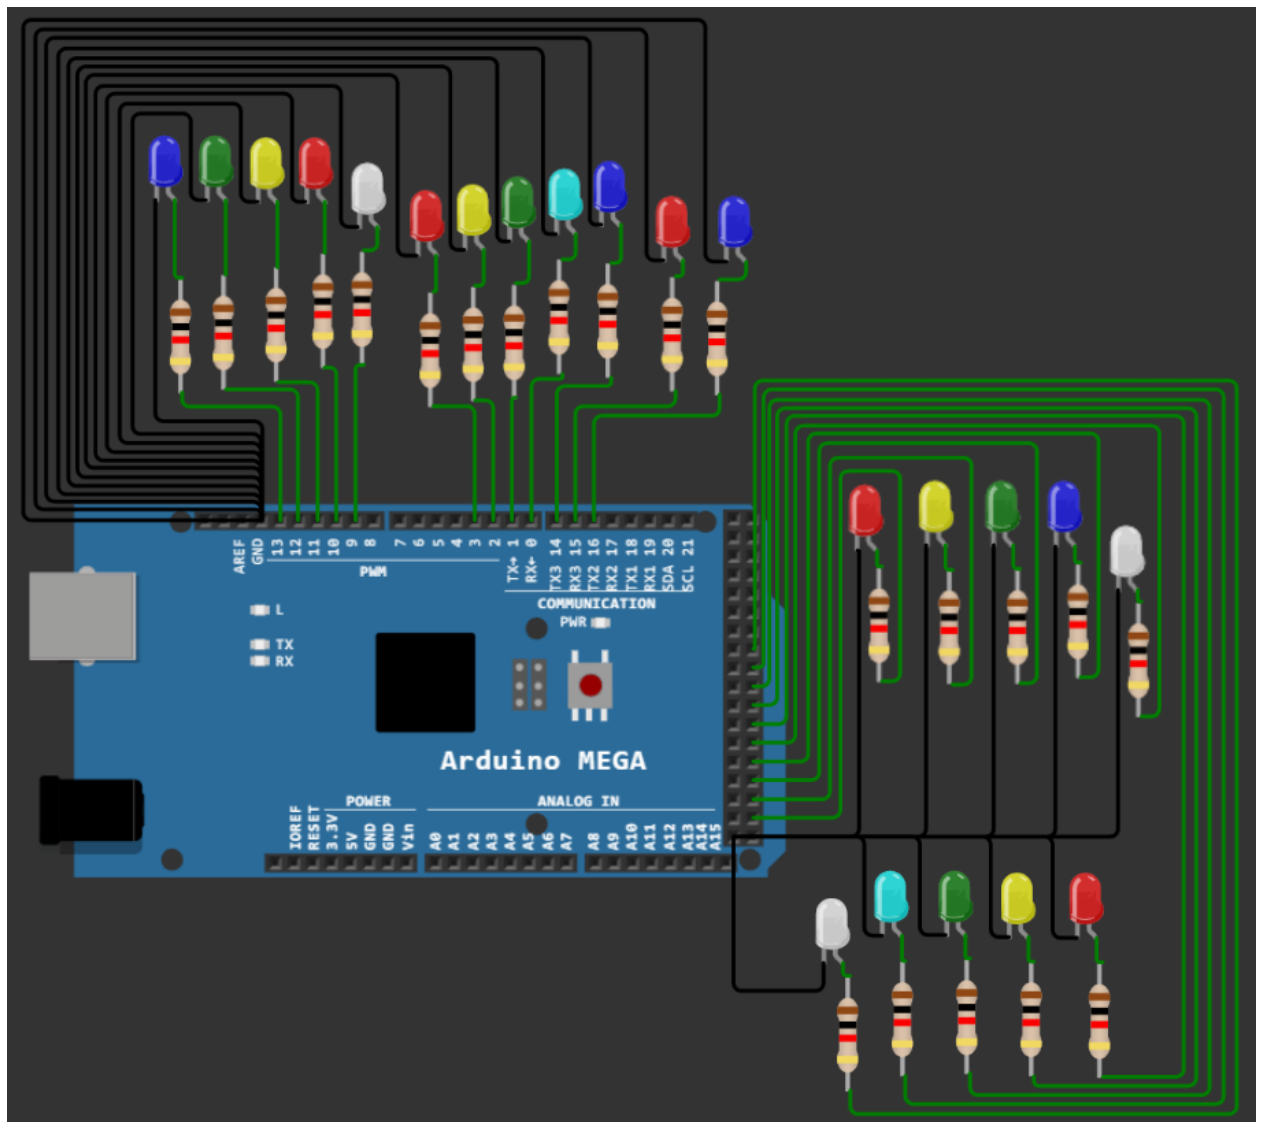 AREF
GND
13
12
11
10
9
8
7
6
5
4
3
2
1
0
TX3 14
RX3 15
TX2 16
RX2 17
TX1 18
RX1 19
SDA 20
SCL 21
PWM
TX→
RX←
COMMUNICATION
PWR
L
TX
RX
Arduino MEGA
POWER
ANALOG IN
IOREF
RESET
3.3V
5V
GND
GND
Vin
A0
A1
A2
A3
A4
A5
A6
A7
A8
A9
A10
A11
A12
A13
A14
A15